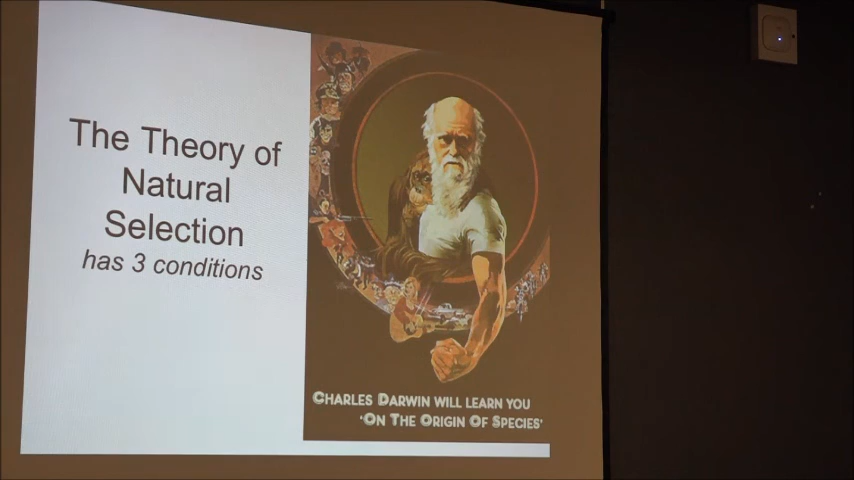 The Theory of
Natural
Selection
has 3 conditions
CHARLES DARWIN WILL LEARN YOU
'ON THE ORIGIN OF SPECIES'